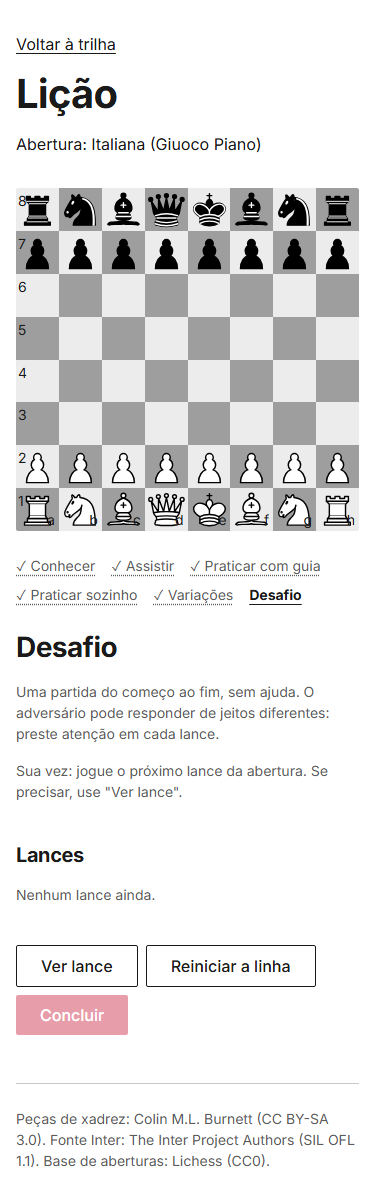 Voltar à trilha
Lição
Abertura: Italiana (Giuoco Piano)
8
7
6
5
4
3
2
1
a b c d e f g h
✓ Conhecer ✓ Assistir ✓ Praticar com guia
✓ Praticar sozinho ✓ Variações Desafio
Desafio
Uma partida do começo ao fim, sem ajuda. O
adversário pode responder de jeitos diferentes:
preste atenção em cada lance.
Sua vez: jogue o próximo lance da abertura. Se
precisar, use "Ver lance".
Lances
Nenhum lance ainda.
Ver lance Reiniciar a linha
Concluir
Peças de xadrez: Colin M.L. Burnett (CC BY-SA
3.0). Fonte Inter: The Inter Project Authors (SIL OFL
1.1). Base de aberturas: Lichess (CC0).